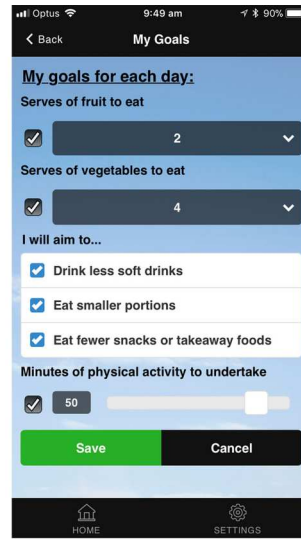 Optus 9:49 am 90%
Back My Goals
My goals for each day:
Serves of fruit to eat
2
Serves of vegetables to eat
4
I will aim to...
Drink less soft drinks
Eat smaller portions
Eat fewer snacks or takeaway foods
Minutes of physical activity to undertake
50
Save Cancel
HOME SETTINGS